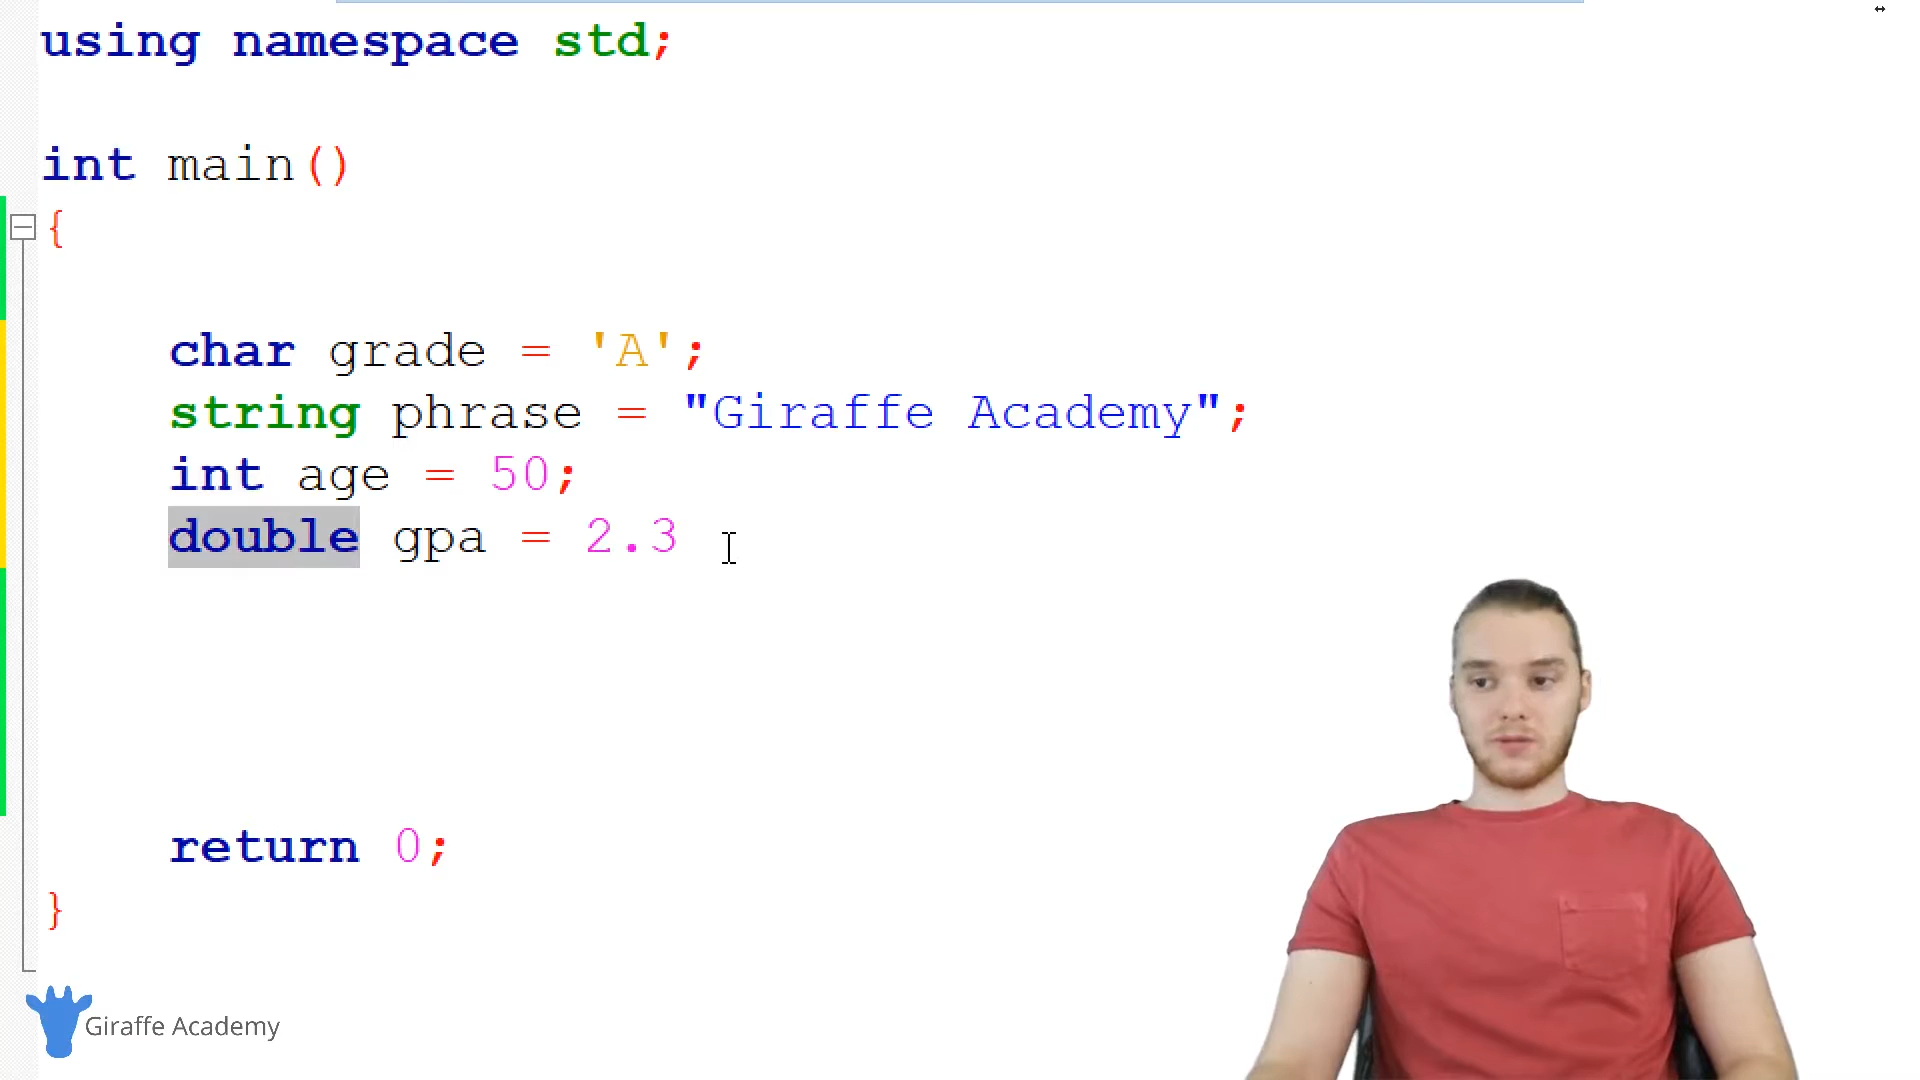 using namespace std;
int main()
{
char grade = 'A';
string phrase = "Giraffe Academy";
int age = 50;
double gpa = 2.3
return 0;
}
Giraffe Academy